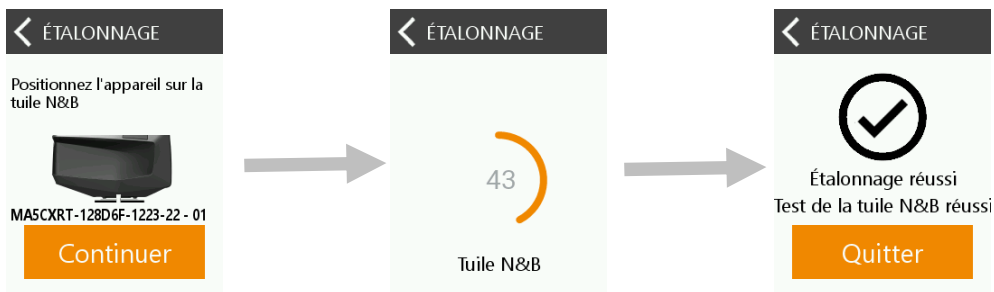 ÉTALONNAGE
Positionnez l'appareil sur la
tuile N&B
MA5CXRT-128D6F-1223-22 - 01
Continuer
ÉTALONNAGE
43
Tuile N&B
ÉTALONNAGE
Étalonnage réussi
Test de la tuile N&B réussi
Quitter